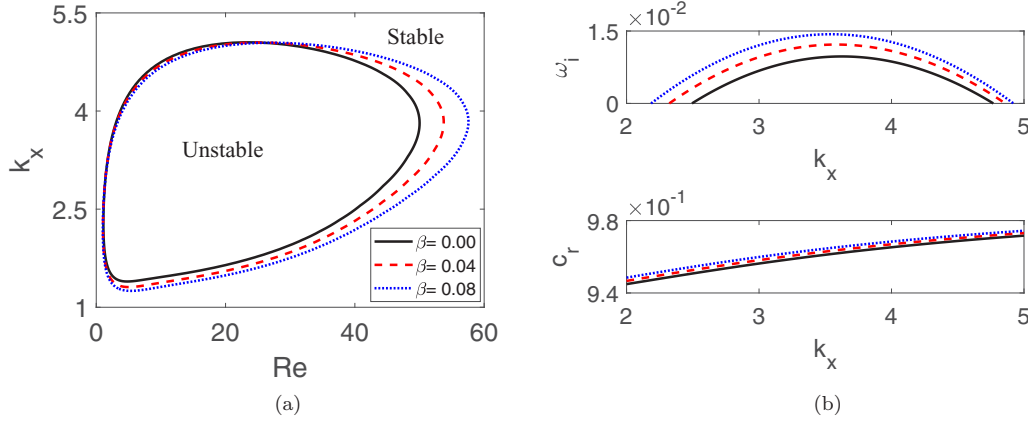 5.5
4
2.5
1
k_x
Stable
Unstable
β= 0.00
β= 0.04
β= 0.08
0
20
40
60
Re
(a)
×10⁻²
1.5
0
ω_i
2
3
4
5
k_x
×10⁻¹
9.8
9.4
c_r
2
3
4
5
k_x
(b)